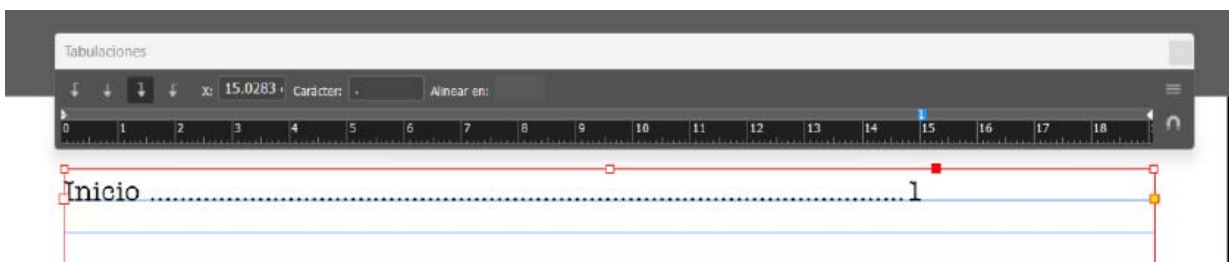 Tabulaciones
X: 15.0283 Carácter: . Alinear en:
0 1 2 3 4 5 6 7 8 9 10 11 12 13 14 15 16 17 18
Inicio ........................................................................................................ 1